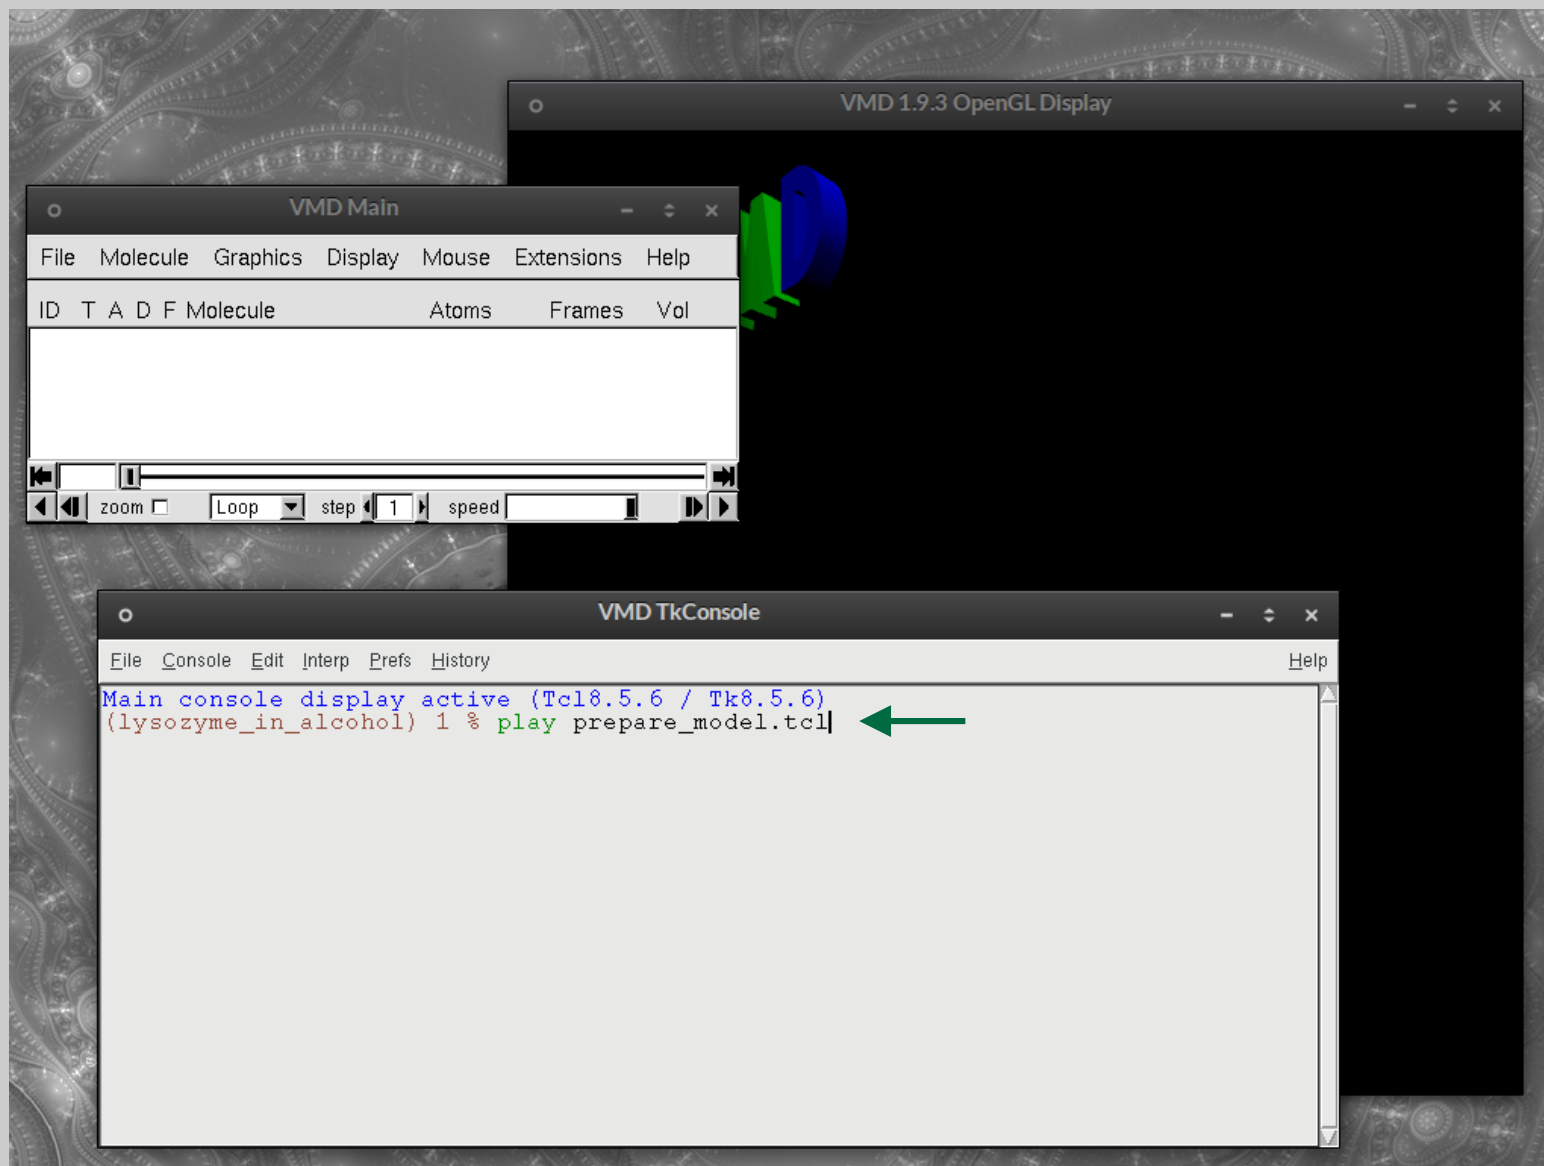 VMD 1.9.3 OpenGL Display
VMD Main
File Molecule Graphics Display Mouse Extensions Help
ID T A D F Molecule Atoms Frames Vol
zoom Loop step 1 speed
VMD TkConsole
File Console Edit Interp Prefs History Help
Main console display active (Tcl8.5.6 / Tk8.5.6)
(lysozyme_in_alcohol) 1 % play prepare_model.tcl